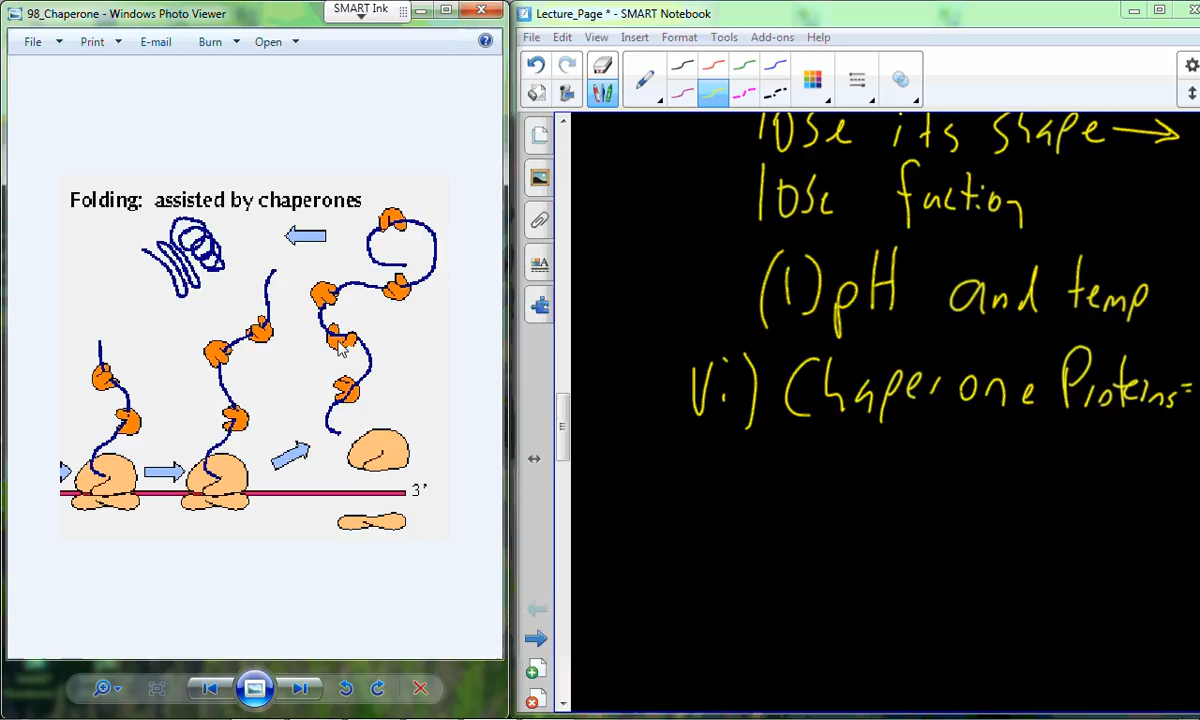 98_Chaperone - Windows Photo Viewer
SMART Ink
File Print E-mail Burn Open
Folding: assisted by chaperones
3'
Lecture_Page * - SMART Notebook
File Edit View Insert Format Tools Add-ons Help
lose its shape →
lose fuction
(1) pH and temp
Vi.) Chaperone Proteins =